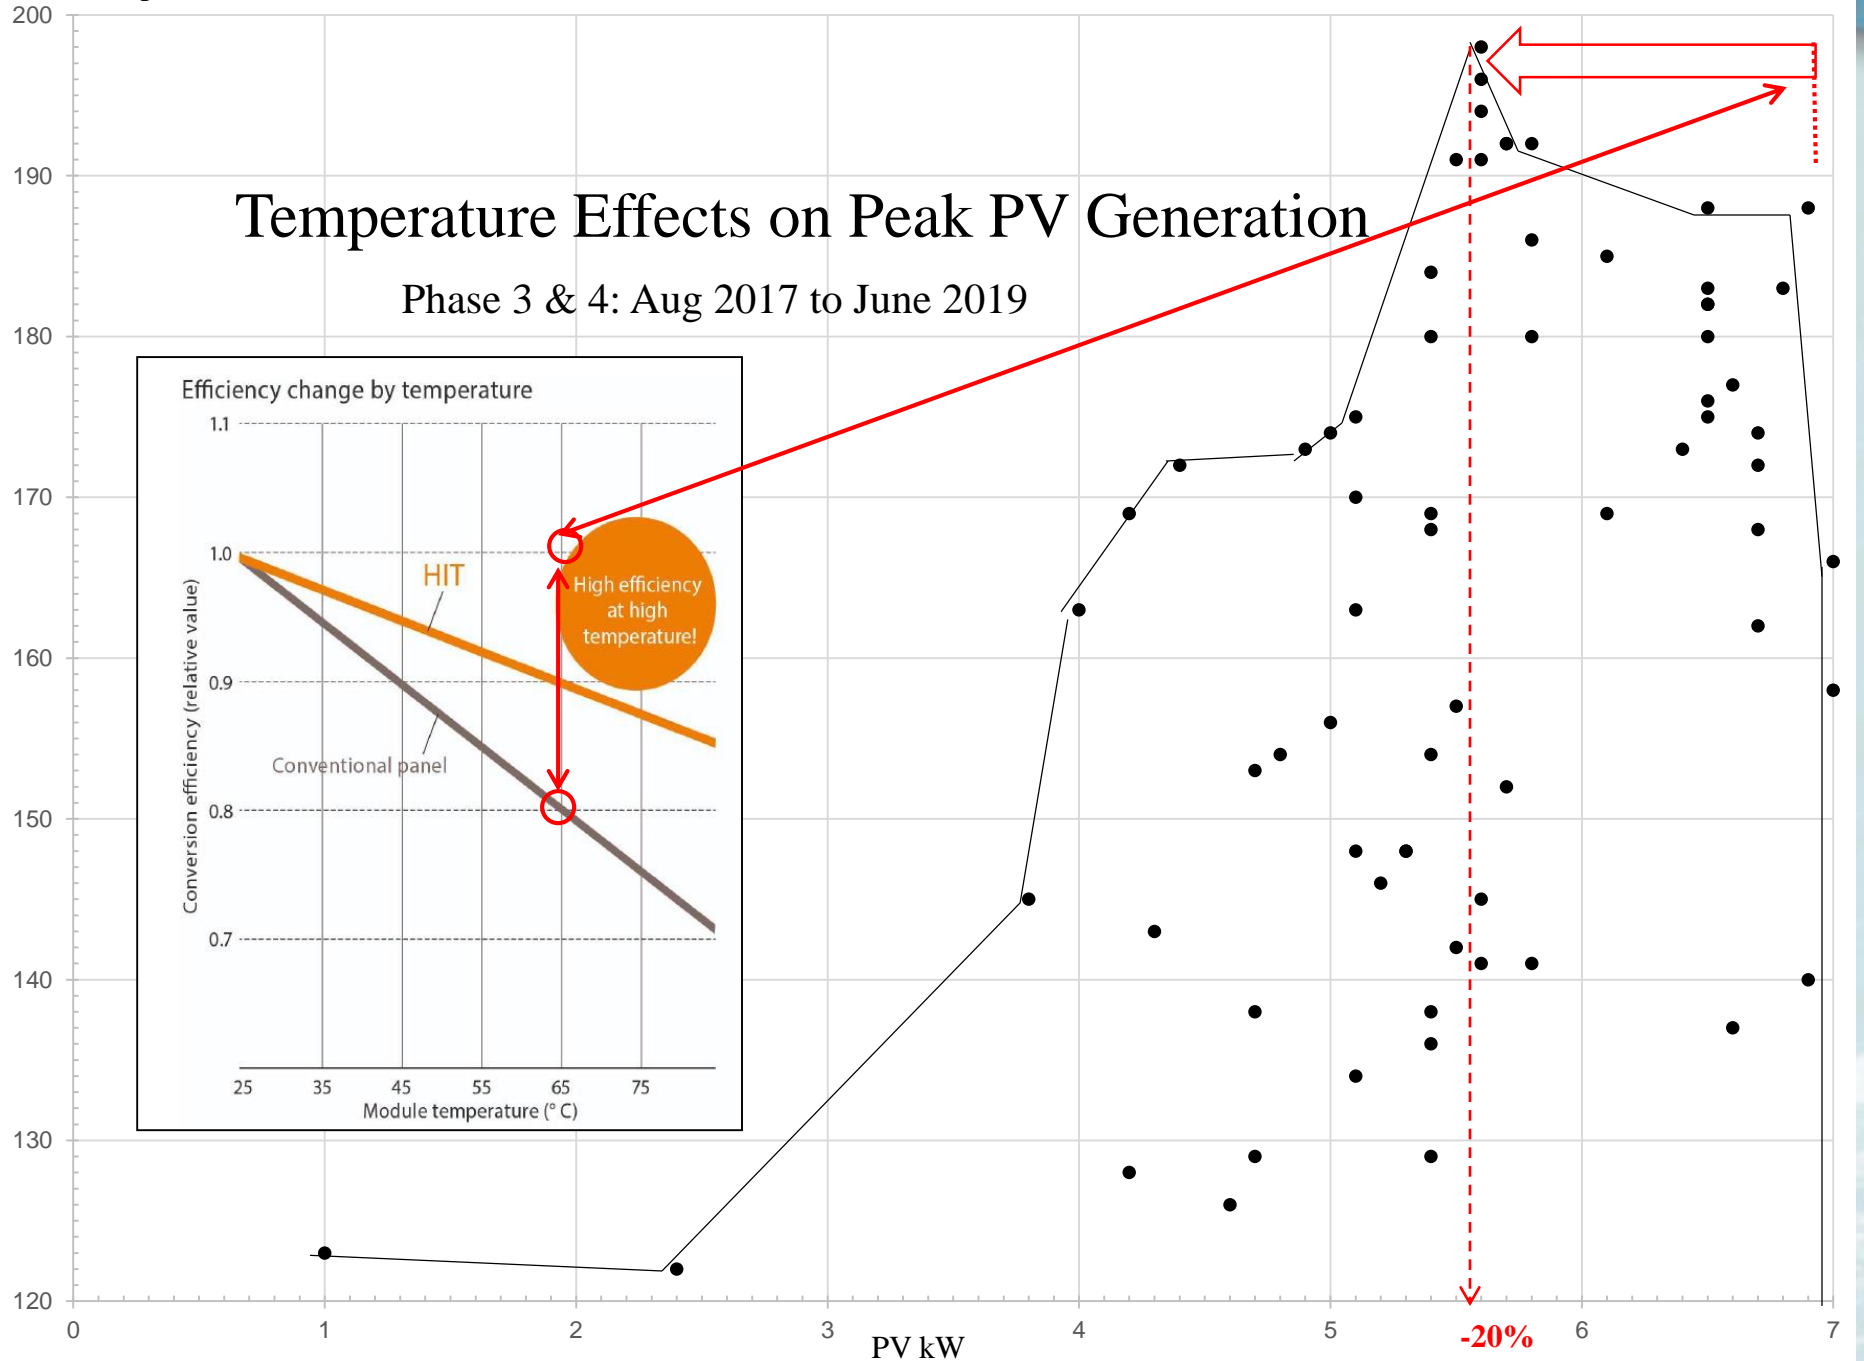 200
190
180
170
160
150
140
130
120
Temperature Effects on Peak PV Generation
Phase 3 & 4: Aug 2017 to June 2019
Efficiency change by temperature
1.1
1.0
0.9
0.8
0.7
Conversion efficiency (relative value)
HIT
Conventional panel
High efficiency
at high
temperature!
25 35 45 55 65 75
Module temperature (° C)
0 1 2 3 4 5 6 7
PV kW
-20%